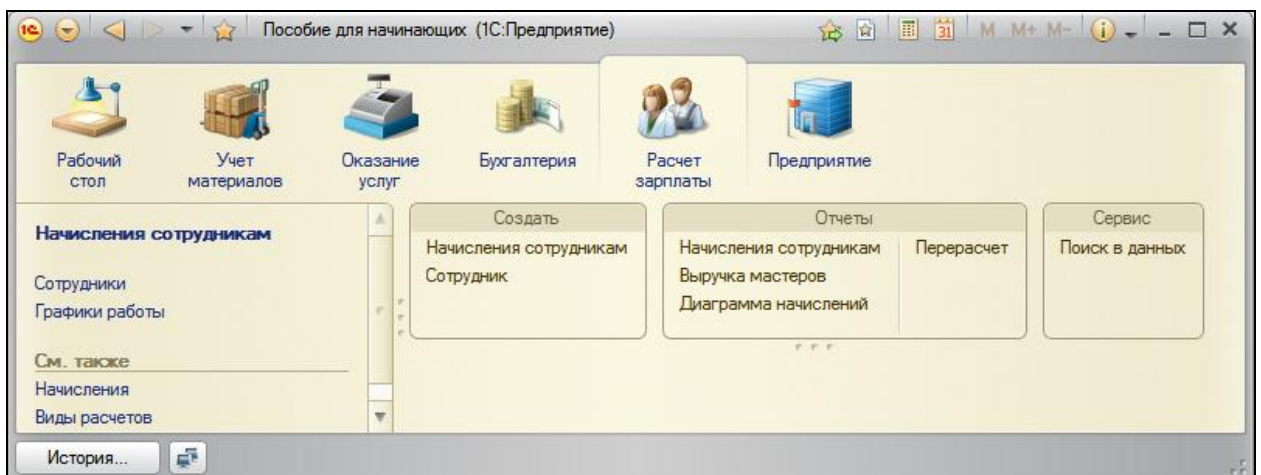 1С Пособие для начинающих (1С:Предприятие) 31 M M+ M-
Рабочий стол
Учет материалов
Оказание услуг
Бухгалтерия
Расчет зарплаты
Предприятие
Начисления сотрудникам
Сотрудники
Графики работы
См. также
Начисления
Виды расчетов
Создать
Начисления сотрудникам
Сотрудник
Отчеты
Начисления сотрудникам
Выручка мастеров
Диаграмма начислений
Перерасчет
Сервис
Поиск в данных
История...